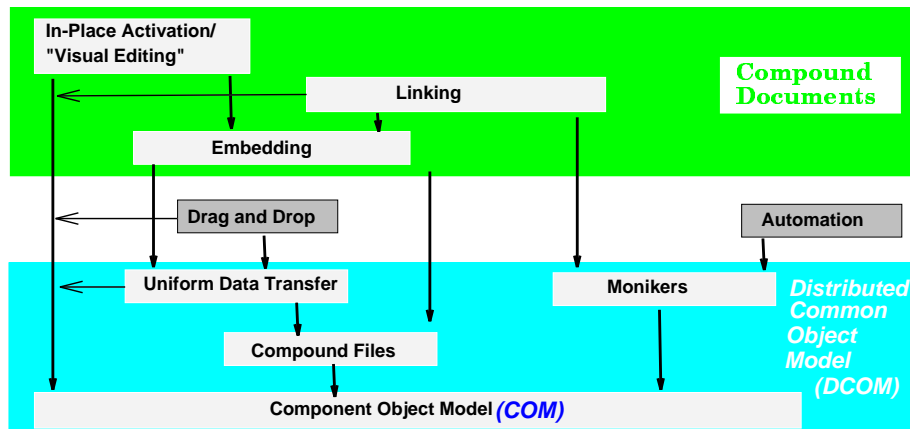 In-Place Activation/
"Visual Editing"
Compound
Documents
Linking
Embedding
Drag and Drop
Automation
Uniform Data Transfer
Monikers
Distributed
Common
Object
Model
(DCOM)
Compound Files
Component Object Model (COM)